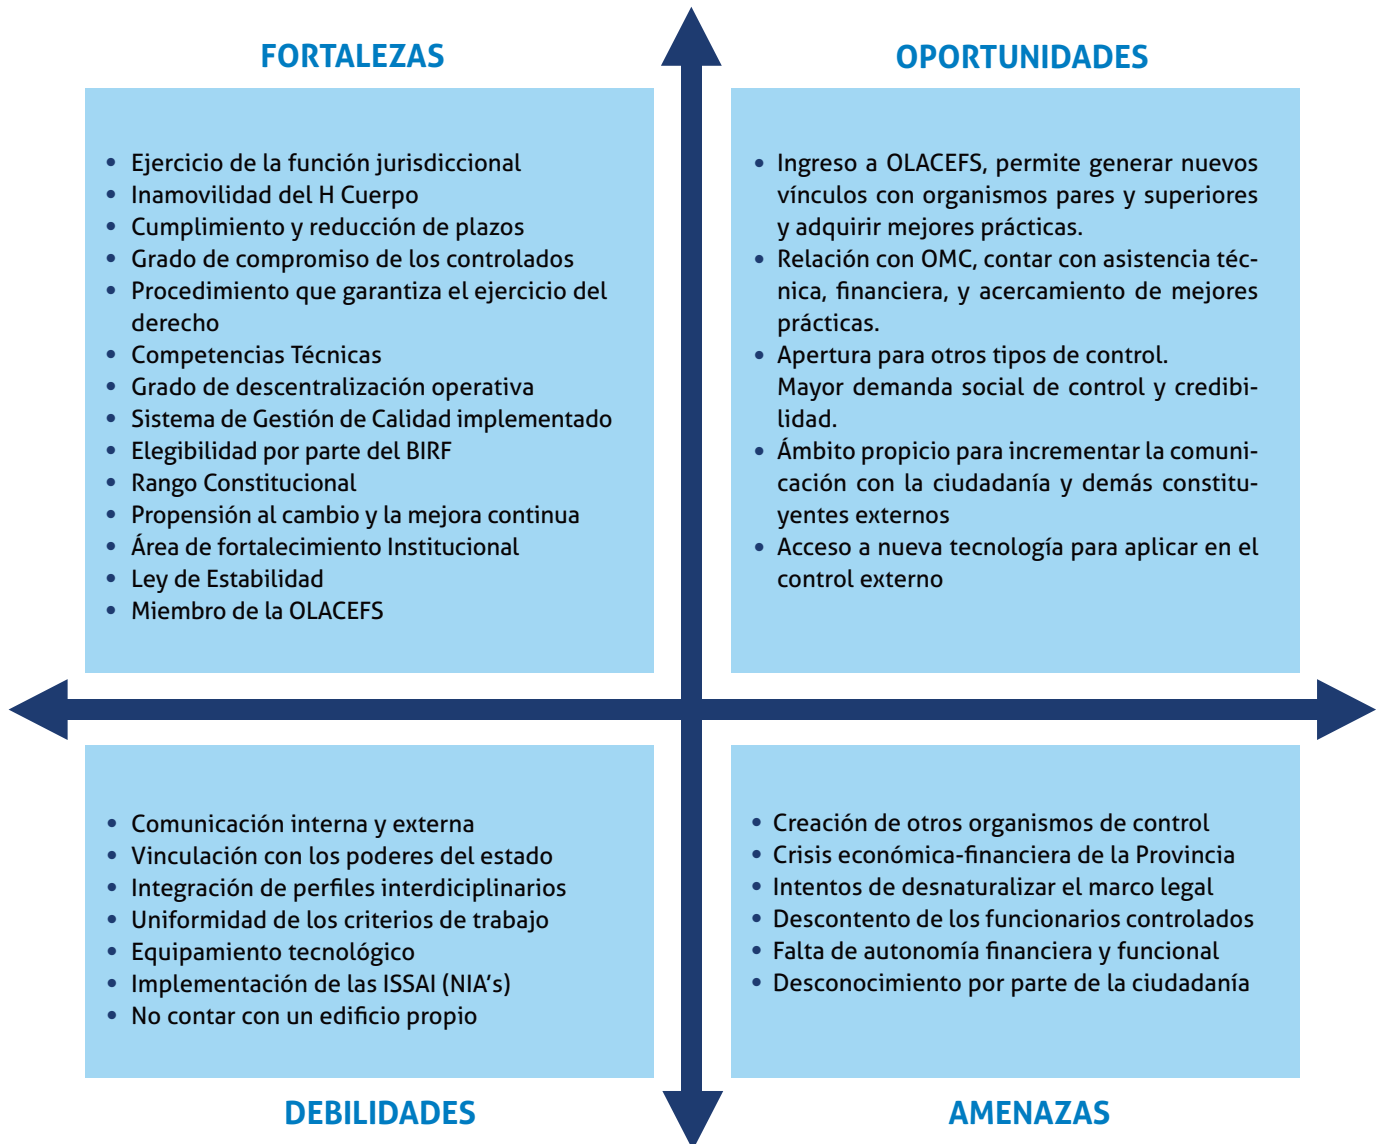 FORTALEZAS
• Ejercicio de la función jurisdiccional
• Inamovilidad del H Cuerpo
• Cumplimiento y reducción de plazos
• Grado de compromiso de los controlados
• Procedimiento que garantiza el ejercicio del
derecho
• Competencias Técnicas
• Grado de descentralización operativa
• Sistema de Gestión de Calidad implementado
• Elegibilidad por parte del BIRF
• Rango Constitucional
• Propensión al cambio y la mejora continua
• Área de fortalecimiento Institucional
• Ley de Estabilidad
• Miembro de la OLACEFS
OPORTUNIDADES
• Ingreso a OLACEFS, permite generar nuevos
vínculos con organismos pares y superiores
y adquirir mejores prácticas.
• Relación con OMC, contar con asistencia téc-
nica, financiera, y acercamiento de mejores
prácticas.
• Apertura para otros tipos de control.
Mayor demanda social de control y credibi-
lidad.
• Ámbito propicio para incrementar la comuni-
cación con la ciudadanía y demás constitu-
yentes externos
• Acceso a nueva tecnología para aplicar en el
control externo
• Comunicación interna y externa
• Vinculación con los poderes del estado
• Integración de perfiles interdiciplinarios
• Uniformidad de los criterios de trabajo
• Equipamiento tecnológico
• Implementación de las ISSAI (NIA's)
• No contar con un edificio propio
DEBILIDADES
• Creación de otros organismos de control
• Crisis económica-financiera de la Provincia
• Intentos de desnaturalizar el marco legal
• Descontento de los funcionarios controlados
• Falta de autonomía financiera y funcional
• Desconocimiento por parte de la ciudadanía
AMENAZAS